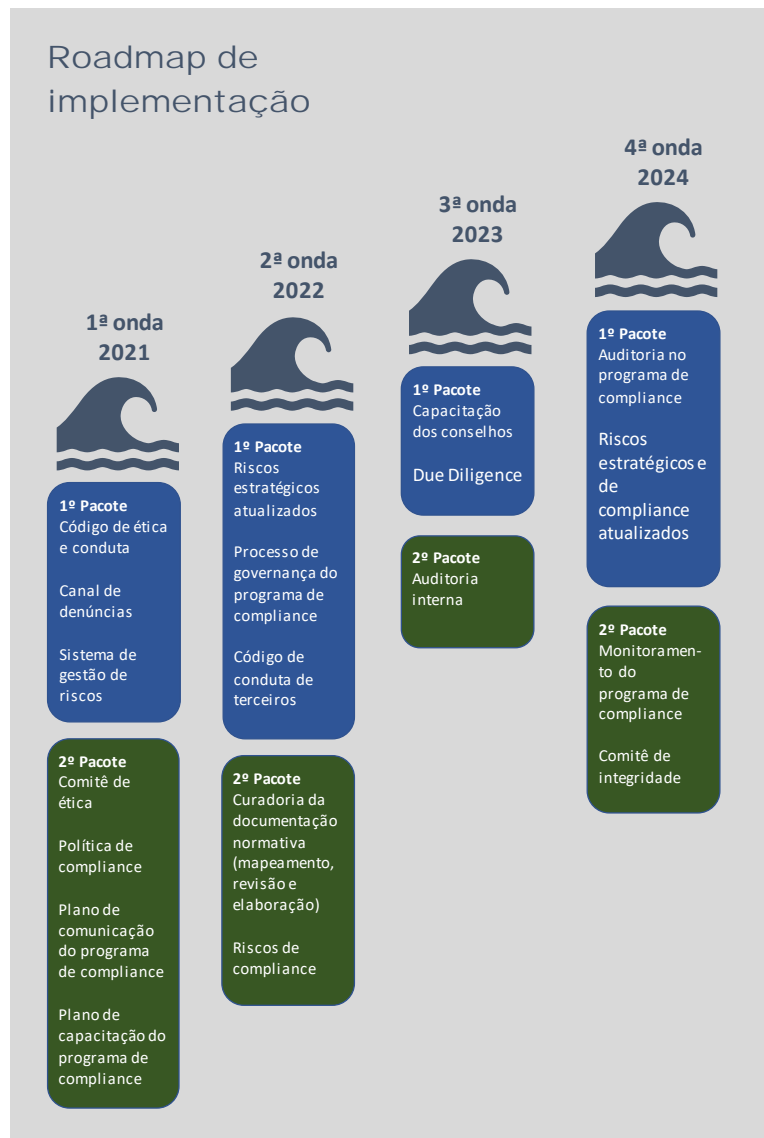 Roadmap de
implementação
1ª onda
2021
1º Pacote
Código de ética
e conduta
Canal de
denúncias
Sistema de
gestão de
riscos
2º Pacote
Comitê de
ética
Política de
compliance
Plano de
comunicação
do programa
de compliance
Plano de
capacitação do
programa de
compliance
2ª onda
2022
1º Pacote
Riscos
estratégicos
atualizados
Processo de
governança do
programa de
compliance
Código de
conduta de
terceiros
2º Pacote
Curadoria da
documentação
normativa
(mapeamento,
revisão e
elaboração)
Riscos de
compliance
3ª onda
2023
1º Pacote
Capacitação
dos conselhos
Due Diligence
2º Pacote
Auditoria
interna
4ª onda
2024
1º Pacote
Auditoria no
programa de
compliance
Riscos
estratégicos e
de
compliance
atualizados
2º Pacote
Monitoramen-
to do
programa de
compliance
Comitê de
integridade